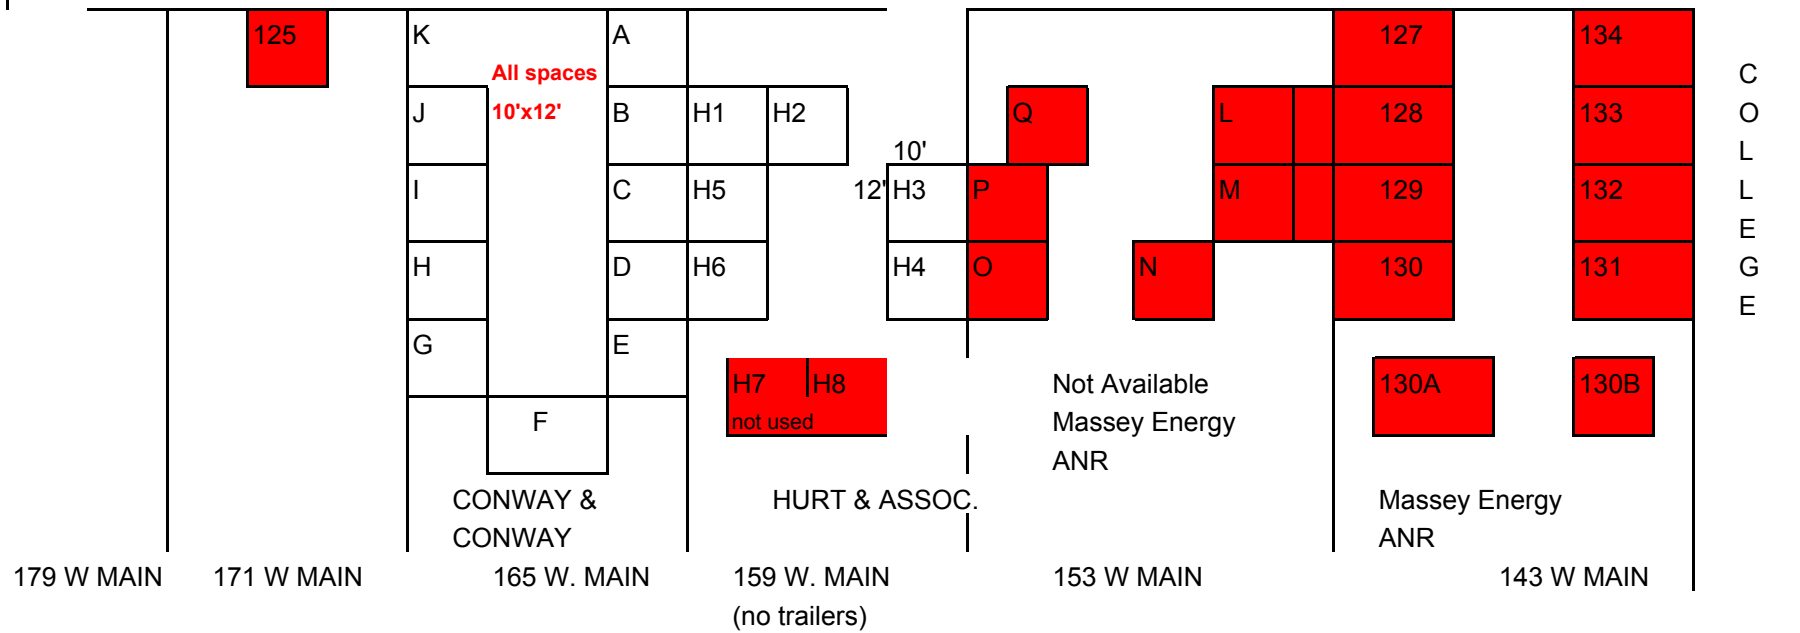 125 K A 127 134
All spaces C
J 10'x12' B H1 H2 Q L 128 133 O
10' L
I C H5 12' H3 P M 129 132 L
E
H D H6 H4 O N 130 131 G
E
G E
H7 H8 Not Available 130A 130B
F not used Massey Energy
ANR
CONWAY & HURT & ASSOC. Massey Energy
CONWAY ANR
179 W MAIN 171 W MAIN 165 W. MAIN 159 W. MAIN 153 W MAIN 143 W MAIN
(no trailers)